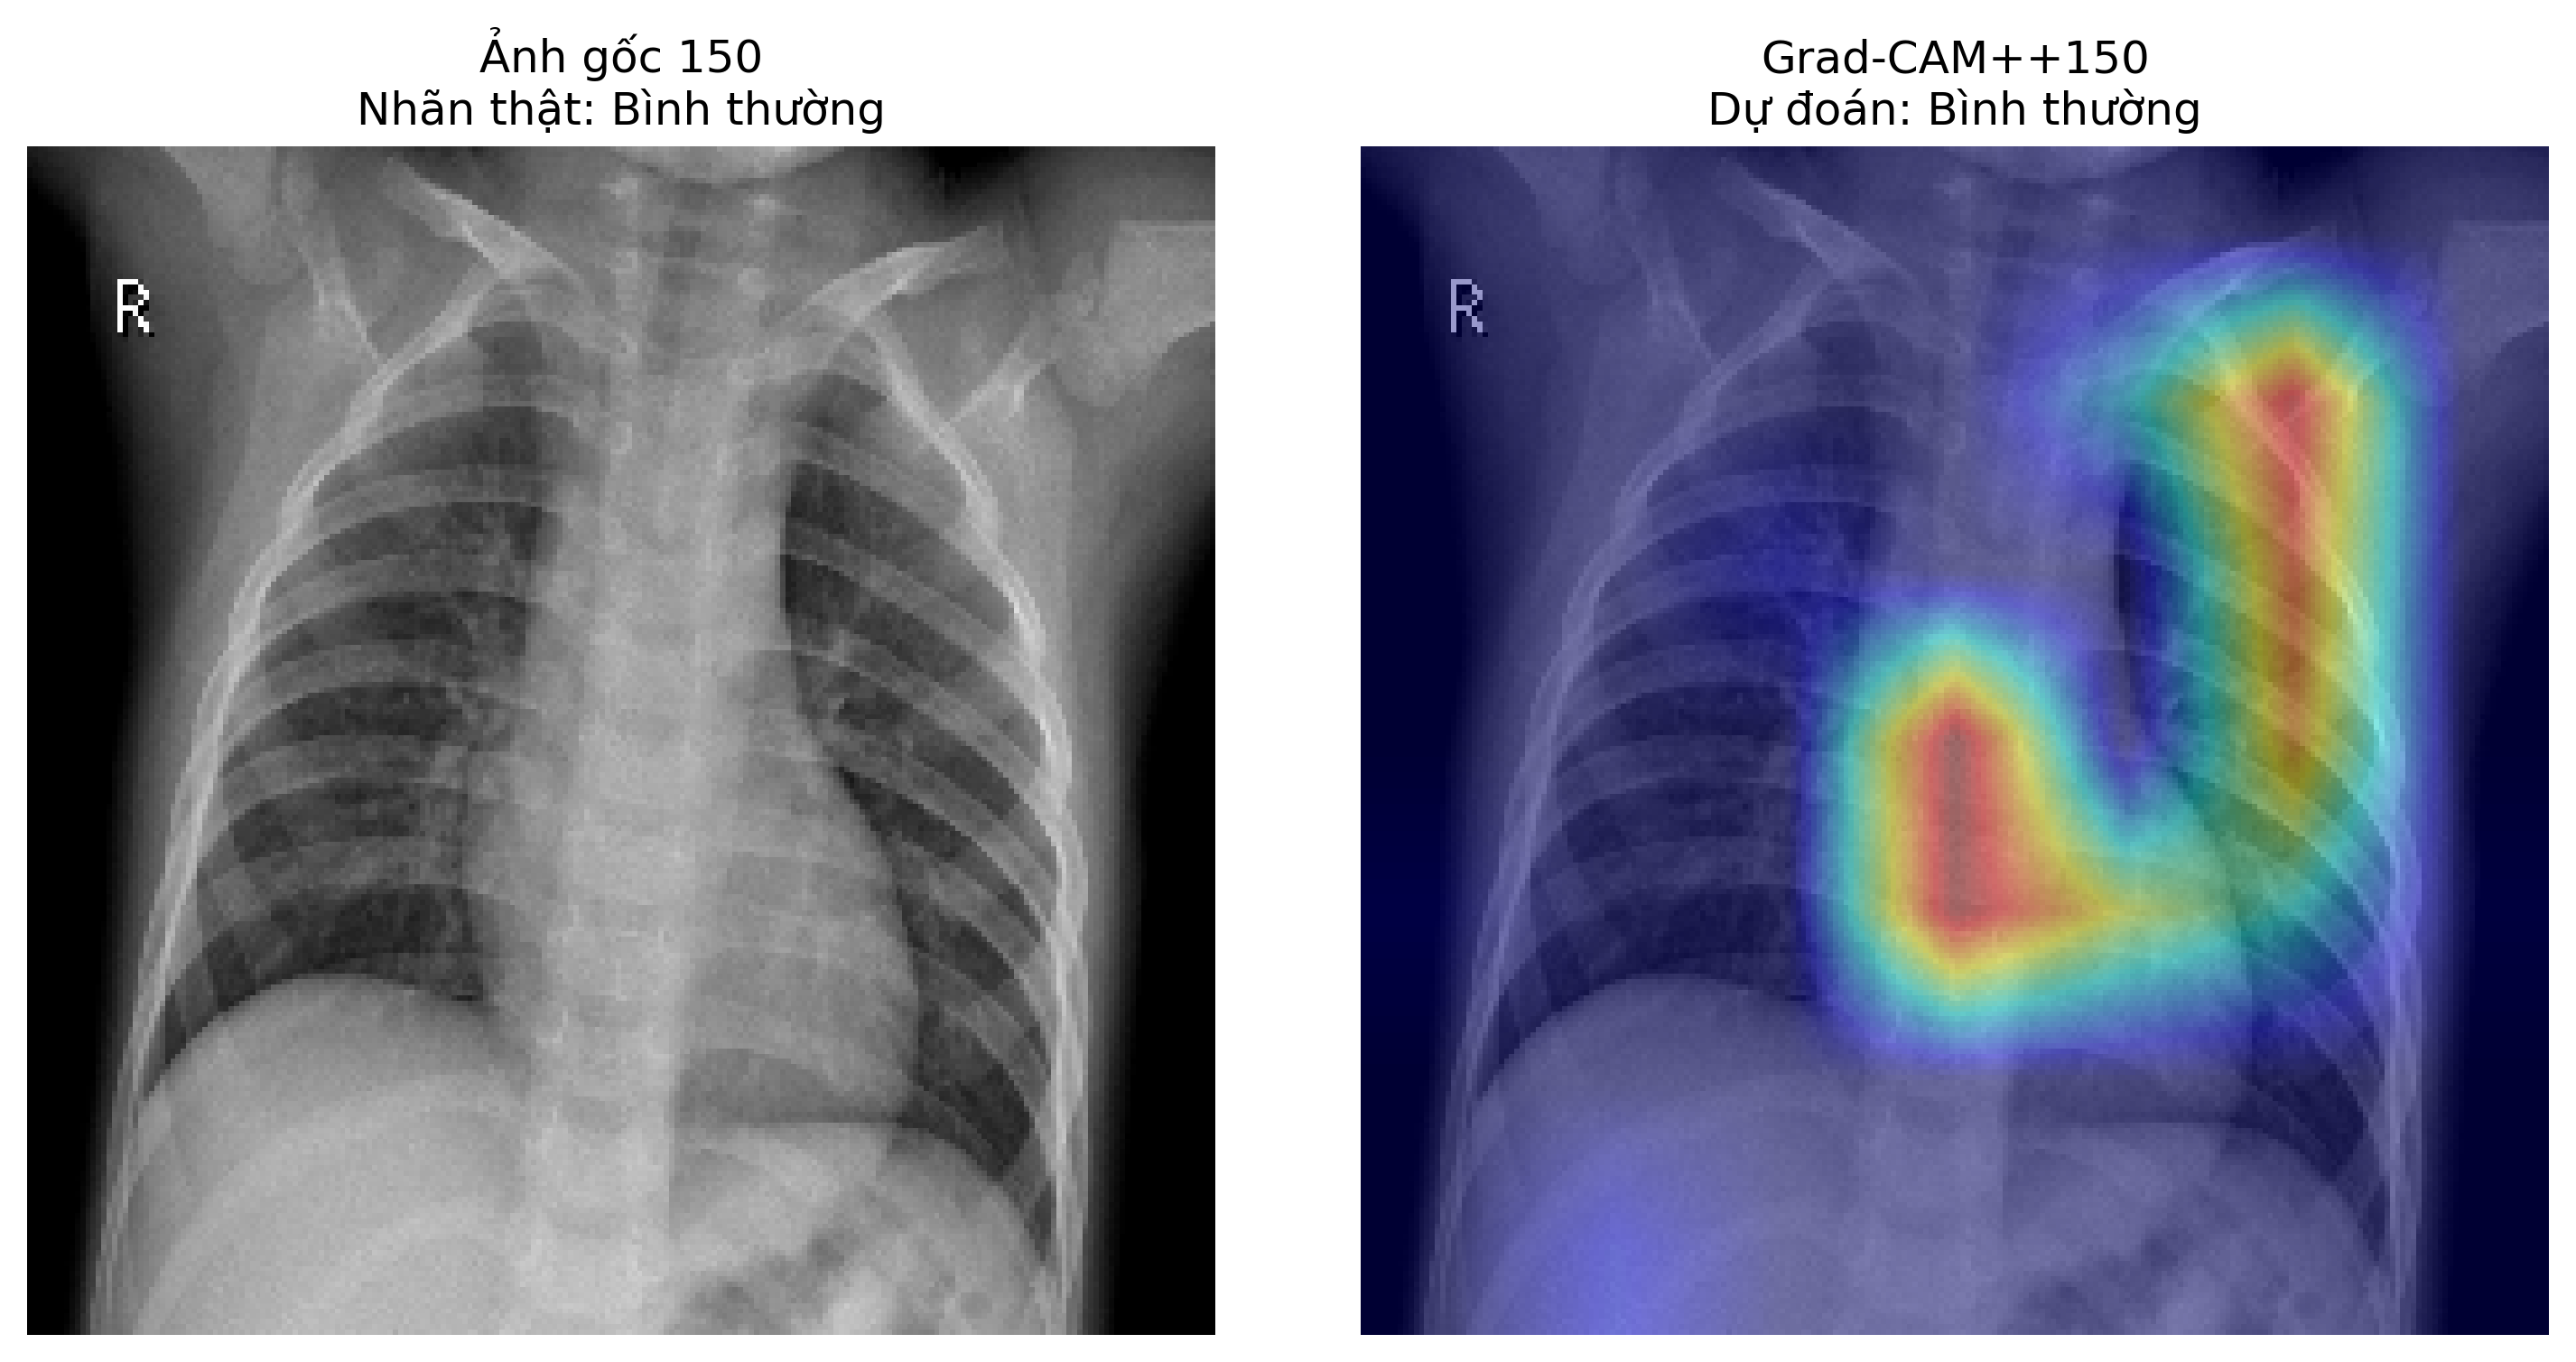 Ảnh gốc 150
Nhãn thật: Bình thường
R
Grad-CAM++150
Dự đoán: Bình thường
R